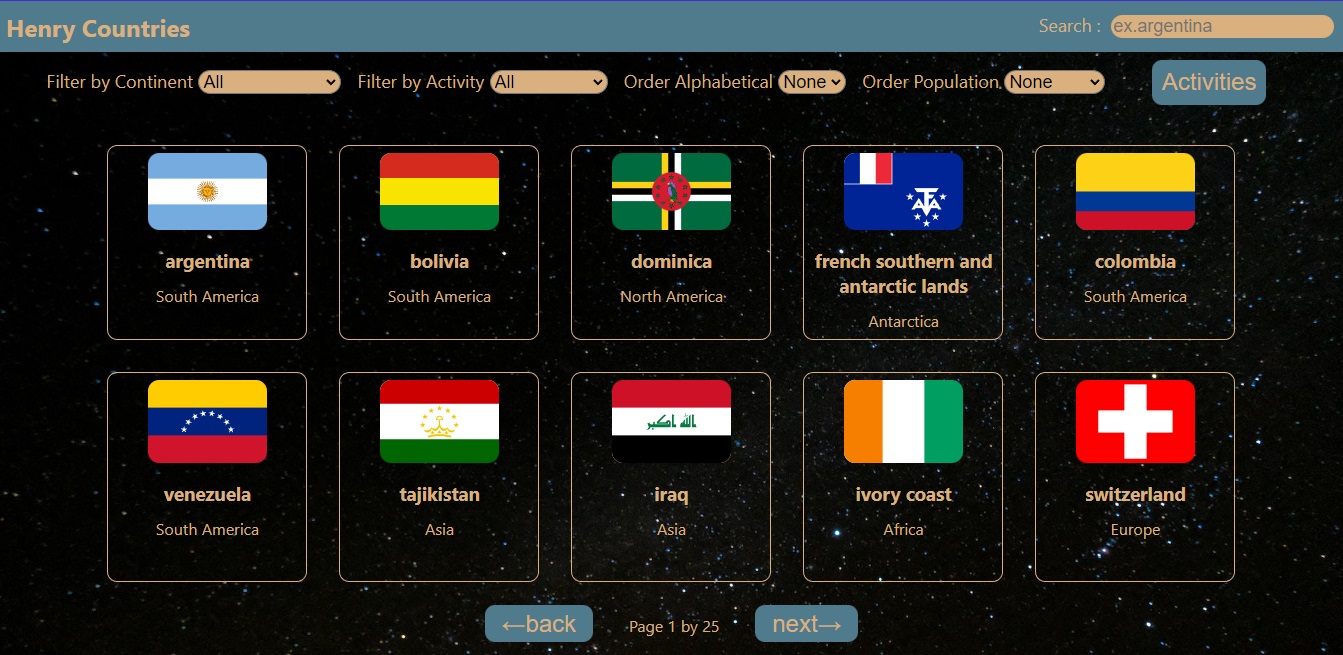 Henry Countries
Search : ex.argentina
Filter by Continent All Filter by Activity All Order Alphabetical None Order Population None Activities
argentina
South America
bolivia
South America
dominica
North America
french southern and
antarctic lands
Antarctica
colombia
South America
venezuela
South America
tajikistan
Asia
الله اكبر
iraq
Asia
ivory coast
Africa
switzerland
Europe
←back Page 1 by 25 next→